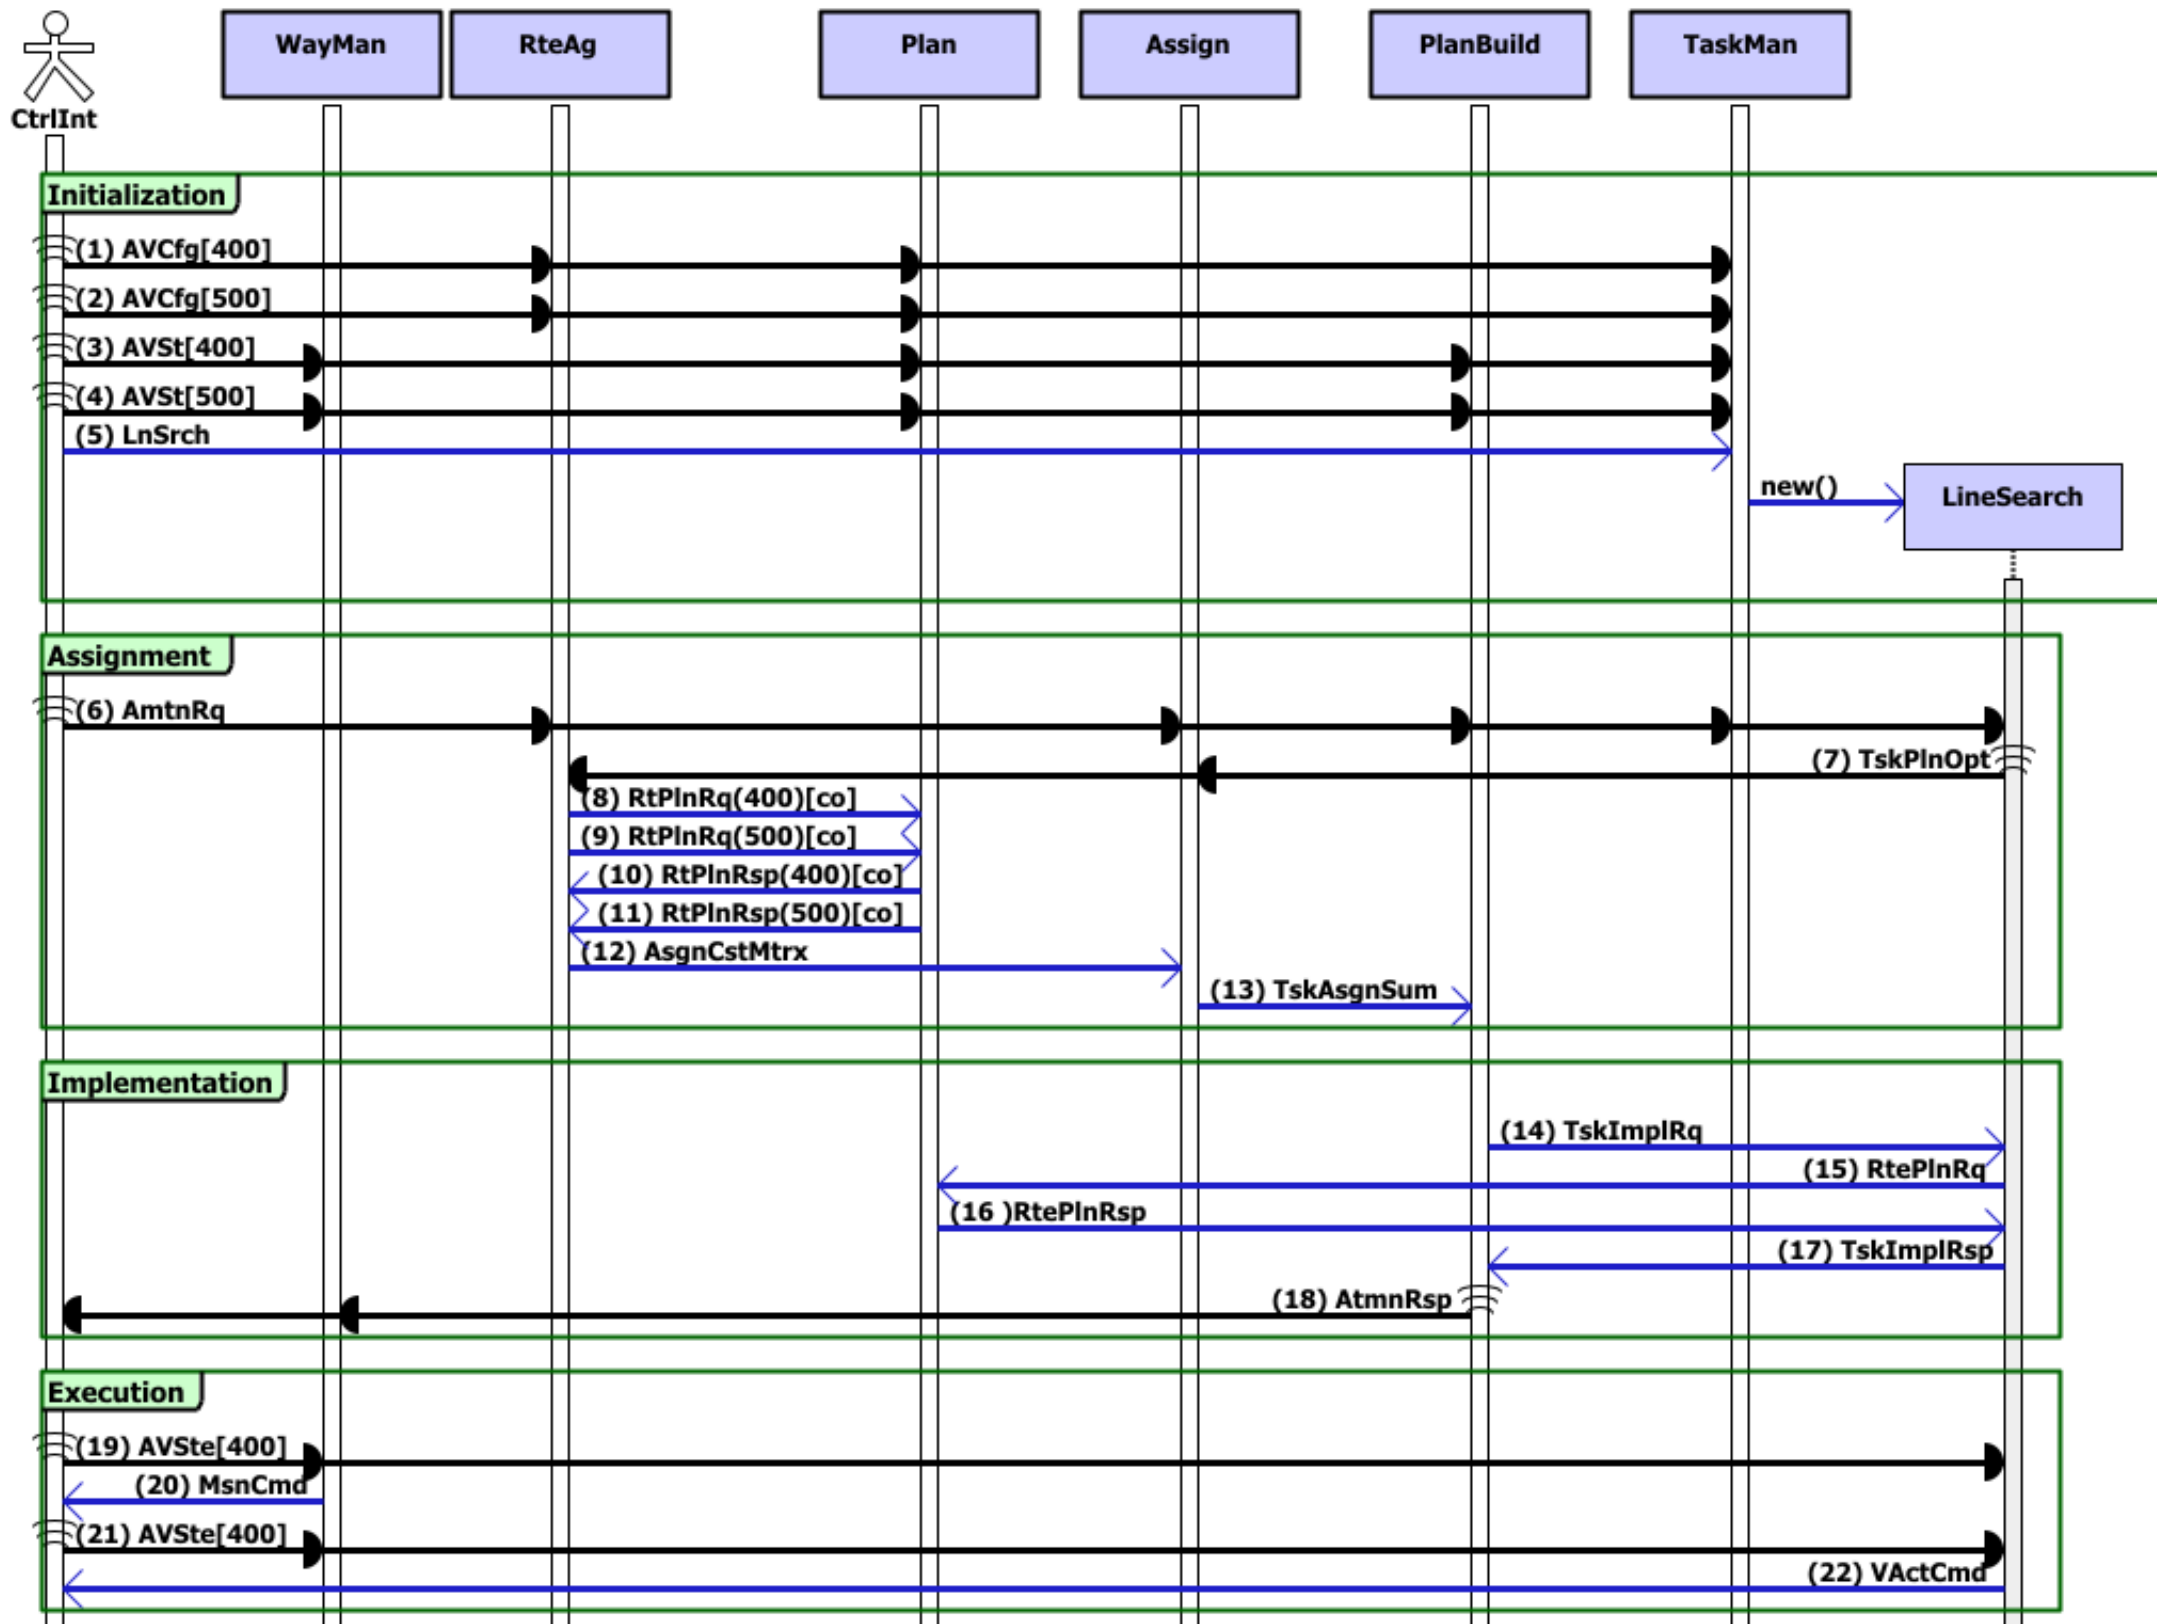 WayMan
RteAg
Plan
Assign
PlanBuild
TaskMan
CtrlInt
Initialization
(1) AVCfg[400]
(2) AVCfg[500]
(3) AVSt[400]
(4) AVSt[500]
(5) LnSrch
new()
LineSearch
Assignment
(6) AmtnRq
(7) TskPlnOpt
(8) RtPlnRq(400)[co]
(9) RtPlnRq(500)[co]
(10) RtPlnRsp(400)[co]
(11) RtPlnRsp(500)[co]
(12) AsgnCstMtrx
(13) TskAsgnSum
Implementation
(14) TskImplRq
(15) RtePlnRq
(16 )RtePlnRsp
(17) TskImplRsp
(18) AtmnRsp
Execution
(19) AVSte[400]
(20) MsnCmd
(21) AVSte[400]
(22) VActCmd